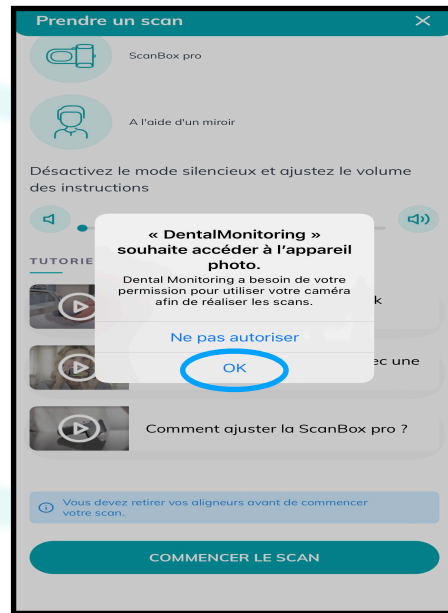 Prendre un scan
ScanBox pro
A l'aide d'un miroir
Désactivez le mode silencieux et ajustez le volume
des instructions
« DentalMonitoring »
souhaite accéder à l'appareil
photo.
Dental Monitoring a besoin de votre
permission pour utiliser votre caméra
afin de réaliser les scans.
Ne pas autoriser
OK
TUTORIE
k
ec une
Comment ajuster la ScanBox pro ?
Vous devez retirer vos aligneurs avant de commencer
votre scan.
COMMENCER LE SCAN